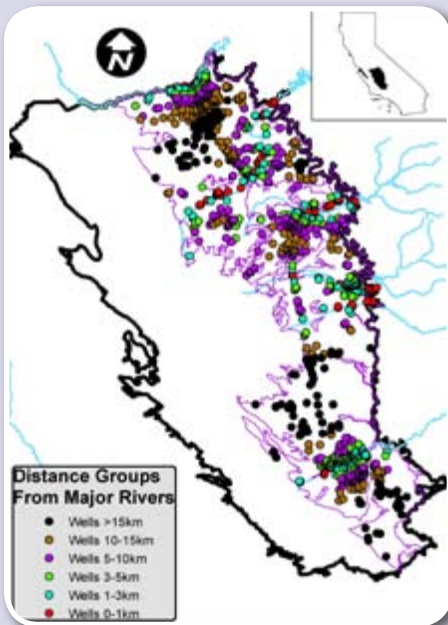 N
Distance Groups
From Major Rivers
Wells >15km
Wells 10-15km
Wells 5-10km
Wells 3-5km
Wells 1-3km
Wells 0-1km